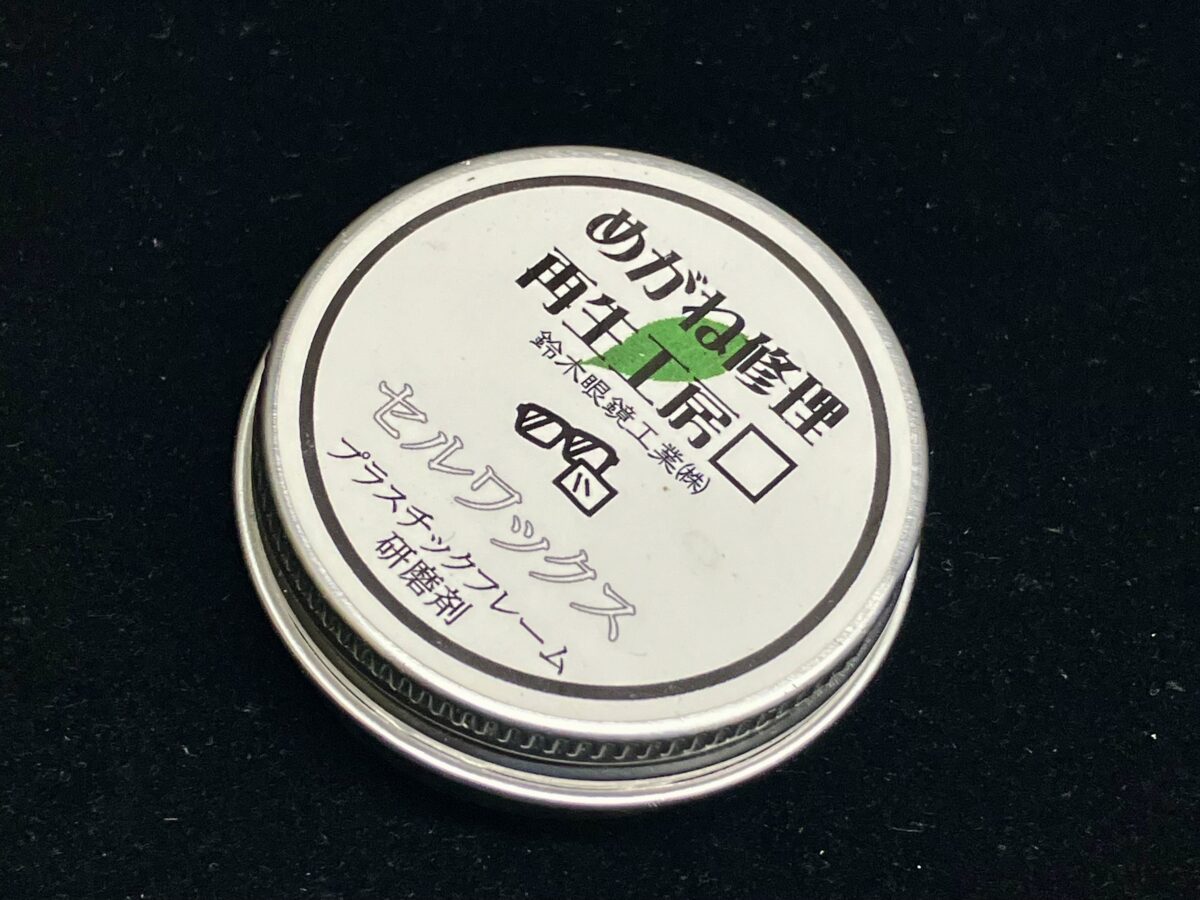 めがね修理
再生工房
鈴木眼鏡工業㈱
セルワックス
プラスチックフレーム
研磨剤